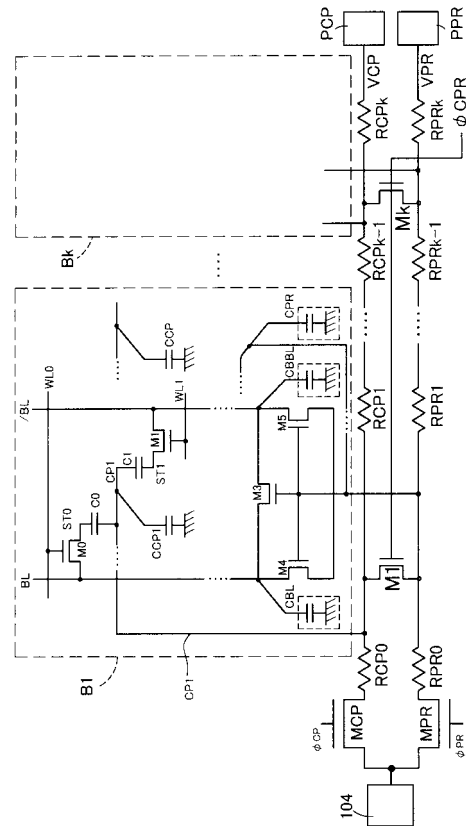 BL
/BL
WL0
ST0
M0
C0
CP1
C1
M1
ST1
WL1
CCP1
CCP
M3
M4
M5
CBL
CBBL
CPR
B1
CP1
......
Bk
104
φCP
MCP
RCP0
RCP1
RCPk-1
RCPk
VCP
PCP
φPR
MPR
RPR0
M1
RPR1
RPRk-1
Mk
RPRk
VPR
PPR
φCPR